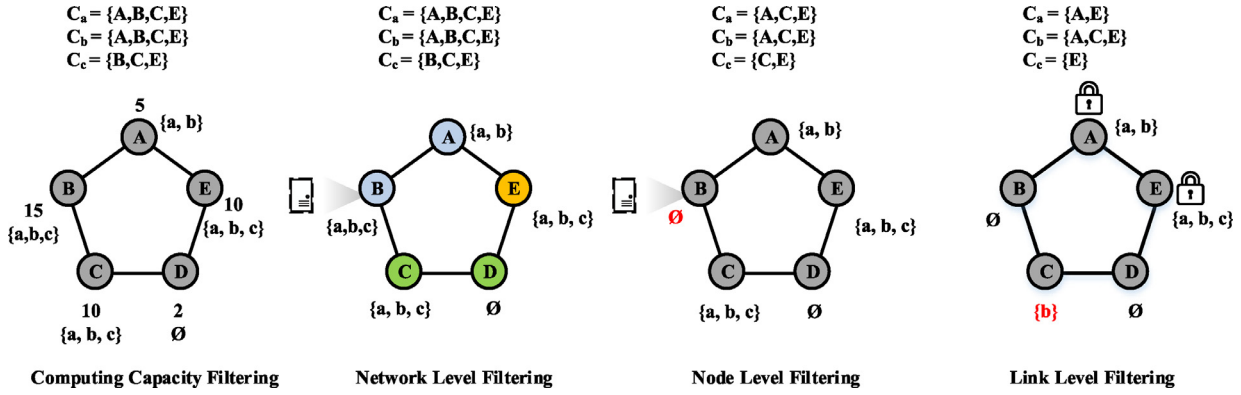 Cₐ = {A,B,C,E}
C_b = {A,B,C,E}
C_c = {B,C,E}
5
{a, b}
A
B
E
15
{a,b,c}
10
{a, b, c}
C
D
10
{a, b, c}
2
Ø
Computing Capacity Filtering
Cₐ = {A,B,C,E}
C_b = {A,B,C,E}
C_c = {B,C,E}
A
{a, b}
B
E
{a,b,c}
{a, b, c}
C
D
{a, b, c}
Ø
Network Level Filtering
Cₐ = {A,C,E}
C_b = {A,C,E}
C_c = {C,E}
A
{a, b}
B
E
Ø
{a, b, c}
C
D
{a, b, c}
Ø
Node Level Filtering
Cₐ = {A,E}
C_b = {A,C,E}
C_c = {E}
A
{a, b}
B
E
Ø
{a, b, c}
C
D
{b}
Ø
Link Level Filtering